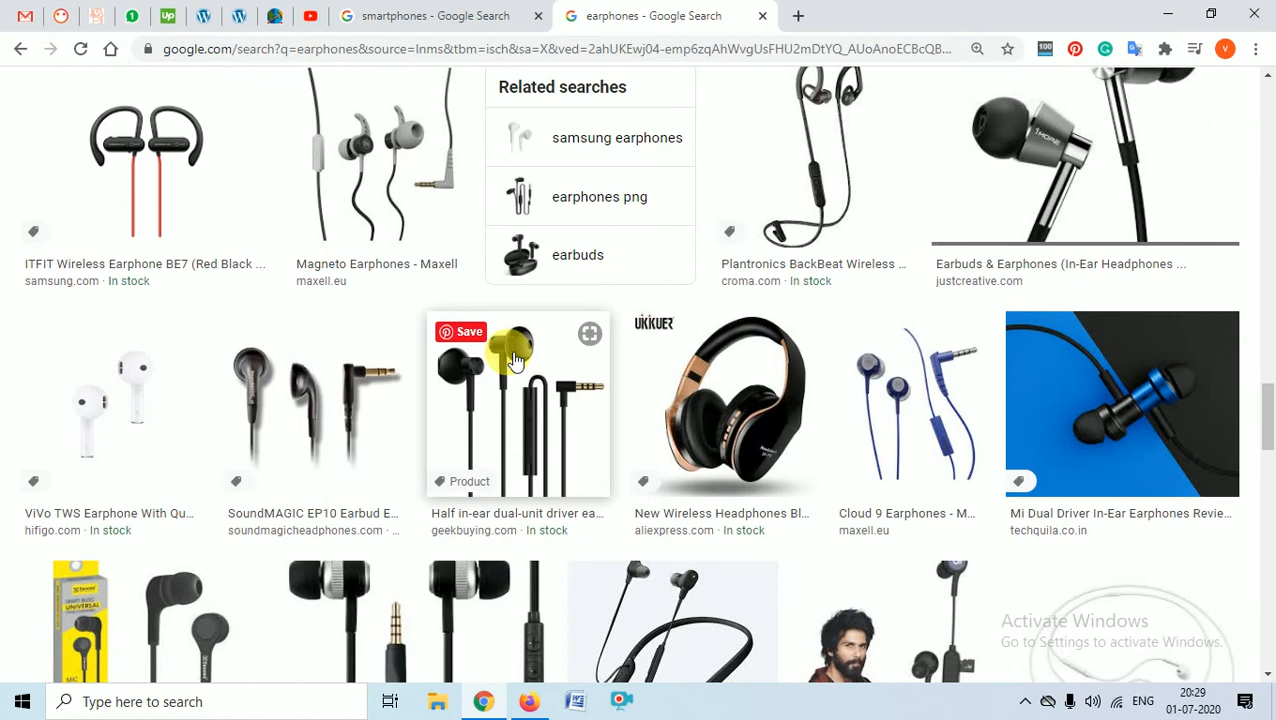 Up
smartphones - Google Search
earphones - Google Search
google.com/search?q=earphones&source=lnms&tbm=isch&sa=X&ved=2ahUKEwj04-emp6zqAhWvgUsFHU2mDtYQ_AUoAnoECBcQB...
100
V
Related searches
samsung earphones
earphones png
earbuds
1MORE
ITFIT Wireless Earphone BE7 (Red Black ...
samsung.com · In stock
Magneto Earphones - Maxell
maxell.eu
Plantronics BackBeat Wireless ...
croma.com · In stock
Earbuds & Earphones (In-Ear Headphones ...
justcreative.com
Save
UKKUER
Product
ViVo TWS Earphone With Qu...
hifigo.com · In stock
SoundMAGIC EP10 Earbud E...
soundmagicheadphones.com · ...
Half in-ear dual-unit driver ea...
geekbuying.com · In stock
New Wireless Headphones Bl...
aliexpress.com · In stock
Cloud 9 Earphones - M...
maxell.eu
Mi Dual Driver In-Ear Earphones Revie...
techquila.co.in
UNIVERSAL
Activate Windows
Go to Settings to activate Windows.
Type here to search
ENG
20:29
01-07-2020